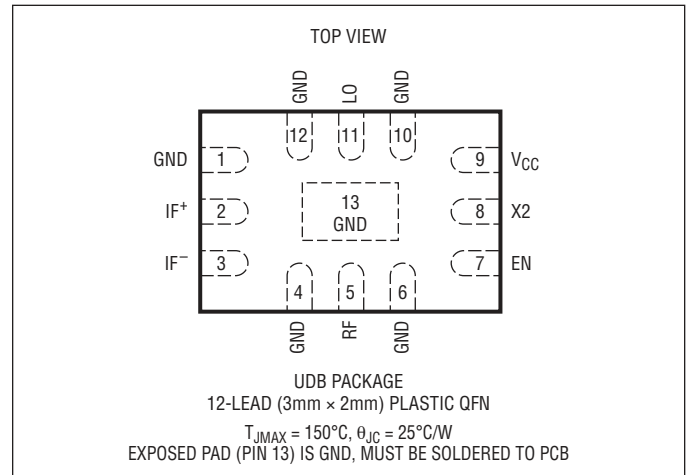 TOP VIEW
GND LO GND
12 11 10
GND 1 9 VCC
IF+ 2 13 8 X2
GND
IF− 3 7 EN
4 5 6
GND RF GND
UDB PACKAGE
12-LEAD (3mm × 2mm) PLASTIC QFN
TJMAX = 150°C, θJC = 25°C/W
EXPOSED PAD (PIN 13) IS GND, MUST BE SOLDERED TO PCB